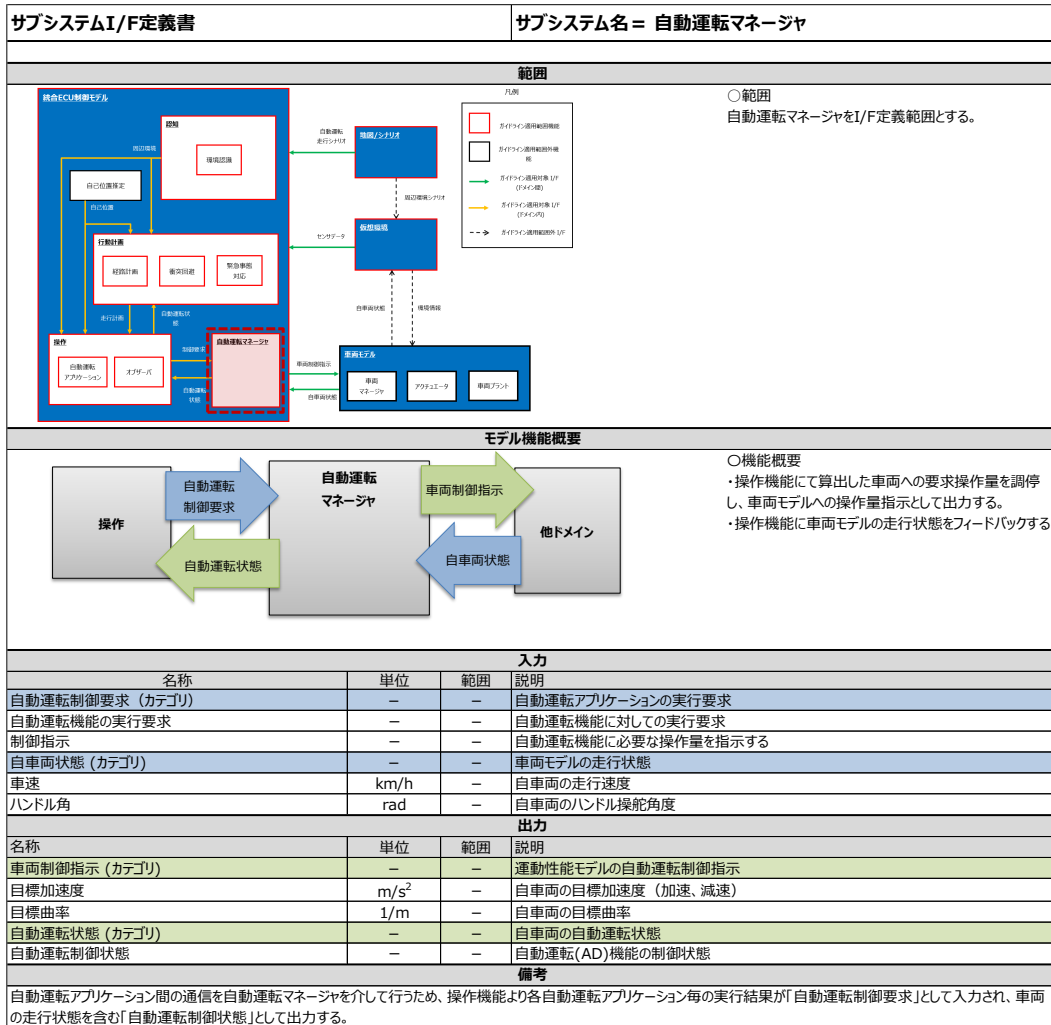 サブシステムI/F定義書
サブシステム名＝ 自動運転マネージャ
範囲
統合ECU制御モデル
認知
環境認識
周辺環境
自己位置推定
自己位置
行動計画
経路計画
衝突回避
緊急事態
対応
走行計画
自動運転状
態
操作
自動運転
アプリケーション
オブザーバ
制御要求
自動運転
状態
自動運転マネージャ
自動運転
走行シナリオ
地図/シナリオ
周辺環境シナリオ
センサデータ
仮想環境
自車両状態
環境情報
車両制御指示
自車両状態
車両モデル
車両
マネージャ
アクチュエータ
車両プラント
凡例
ガイドライン適用範囲機能
ガイドライン適用範囲外機
能
ガイドライン適用対象 I/F
(ドメイン間)
ガイドライン適用対象 I/F
(ドメイン内)
ガイドライン適用範囲外 I/F
○範囲
自動運転マネージャをI/F定義範囲とする。
モデル機能概要
操作
自動運転
制御要求
自動運転状態
自動運転
マネージャ
車両制御指示
自車両状態
他ドメイン
○機能概要
・操作機能にて算出した車両への要求操作量を調停
し、車両モデルへの操作量指示として出力する。
・操作機能に車両モデルの走行状態をフィードバックする
入力
名称 単位 範囲 説明
自動運転制御要求（カテゴリ） － － 自動運転アプリケーションの実行要求
自動運転機能の実行要求 － － 自動運転機能に対しての実行要求
制御指示 － － 自動運転機能に必要な操作量を指示する
自車両状態 (カテゴリ) － － 車両モデルの走行状態
車速 km/h － 自車両の走行速度
ハンドル角 rad － 自車両のハンドル操舵角度
出力
名称 単位 範囲 説明
車両制御指示 (カテゴリ) － － 運動性能モデルの自動運転制御指示
目標加速度 m/s² － 自車両の目標加速度（加速、減速）
目標曲率 1/m － 自車両の目標曲率
自動運転状態 (カテゴリ) － － 自車両の自動運転状態
自動運転制御状態 － － 自動運転(AD)機能の制御状態
備考
自動運転アプリケーション間の通信を自動運転マネージャを介して行うため、操作機能より各自動運転アプリケーション毎の実行結果が「自動運転制御要求」として入力され、車両
の走行状態を含む「自動運転制御状態」として出力する。